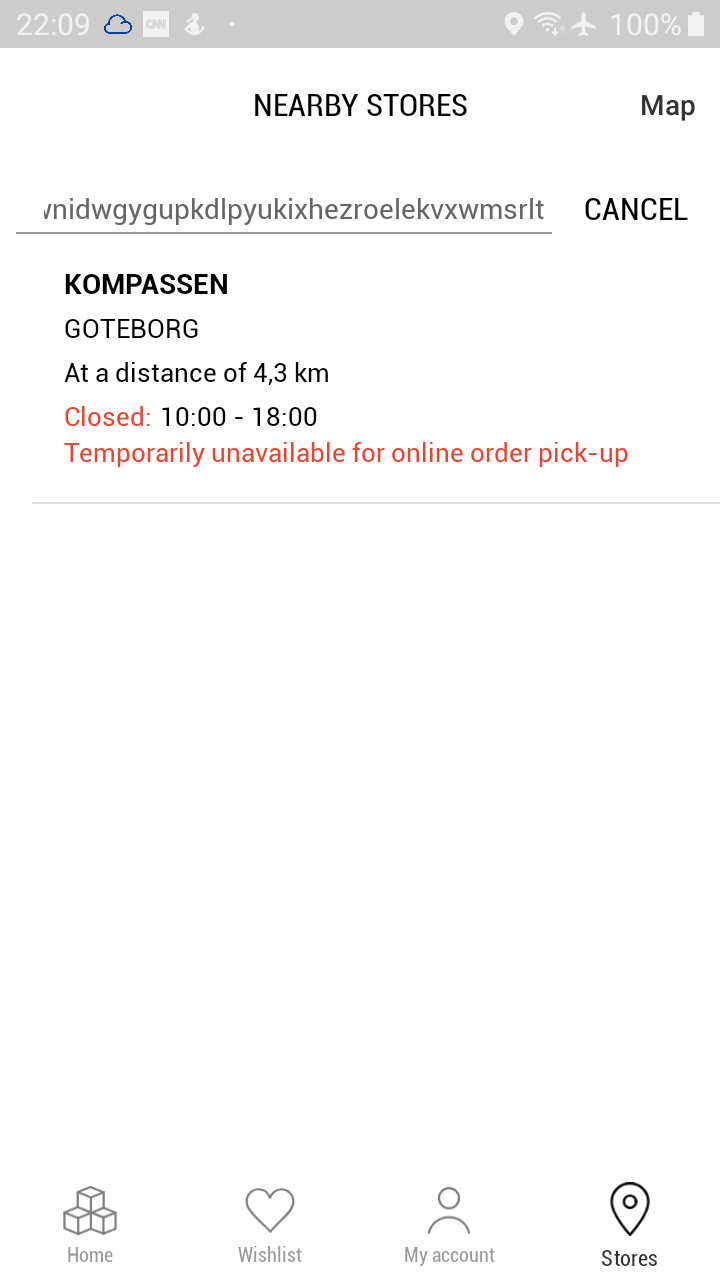 22:09 CNN 100%
NEARBY STORES Map
vnidwgygupkdlpyukixhezroelekvxwmsrlt CANCEL
KOMPASSEN
GOTEBORG
At a distance of 4,3 km
Closed: 10:00 - 18:00
Temporarily unavailable for online order pick-up
Home Wishlist My account Stores